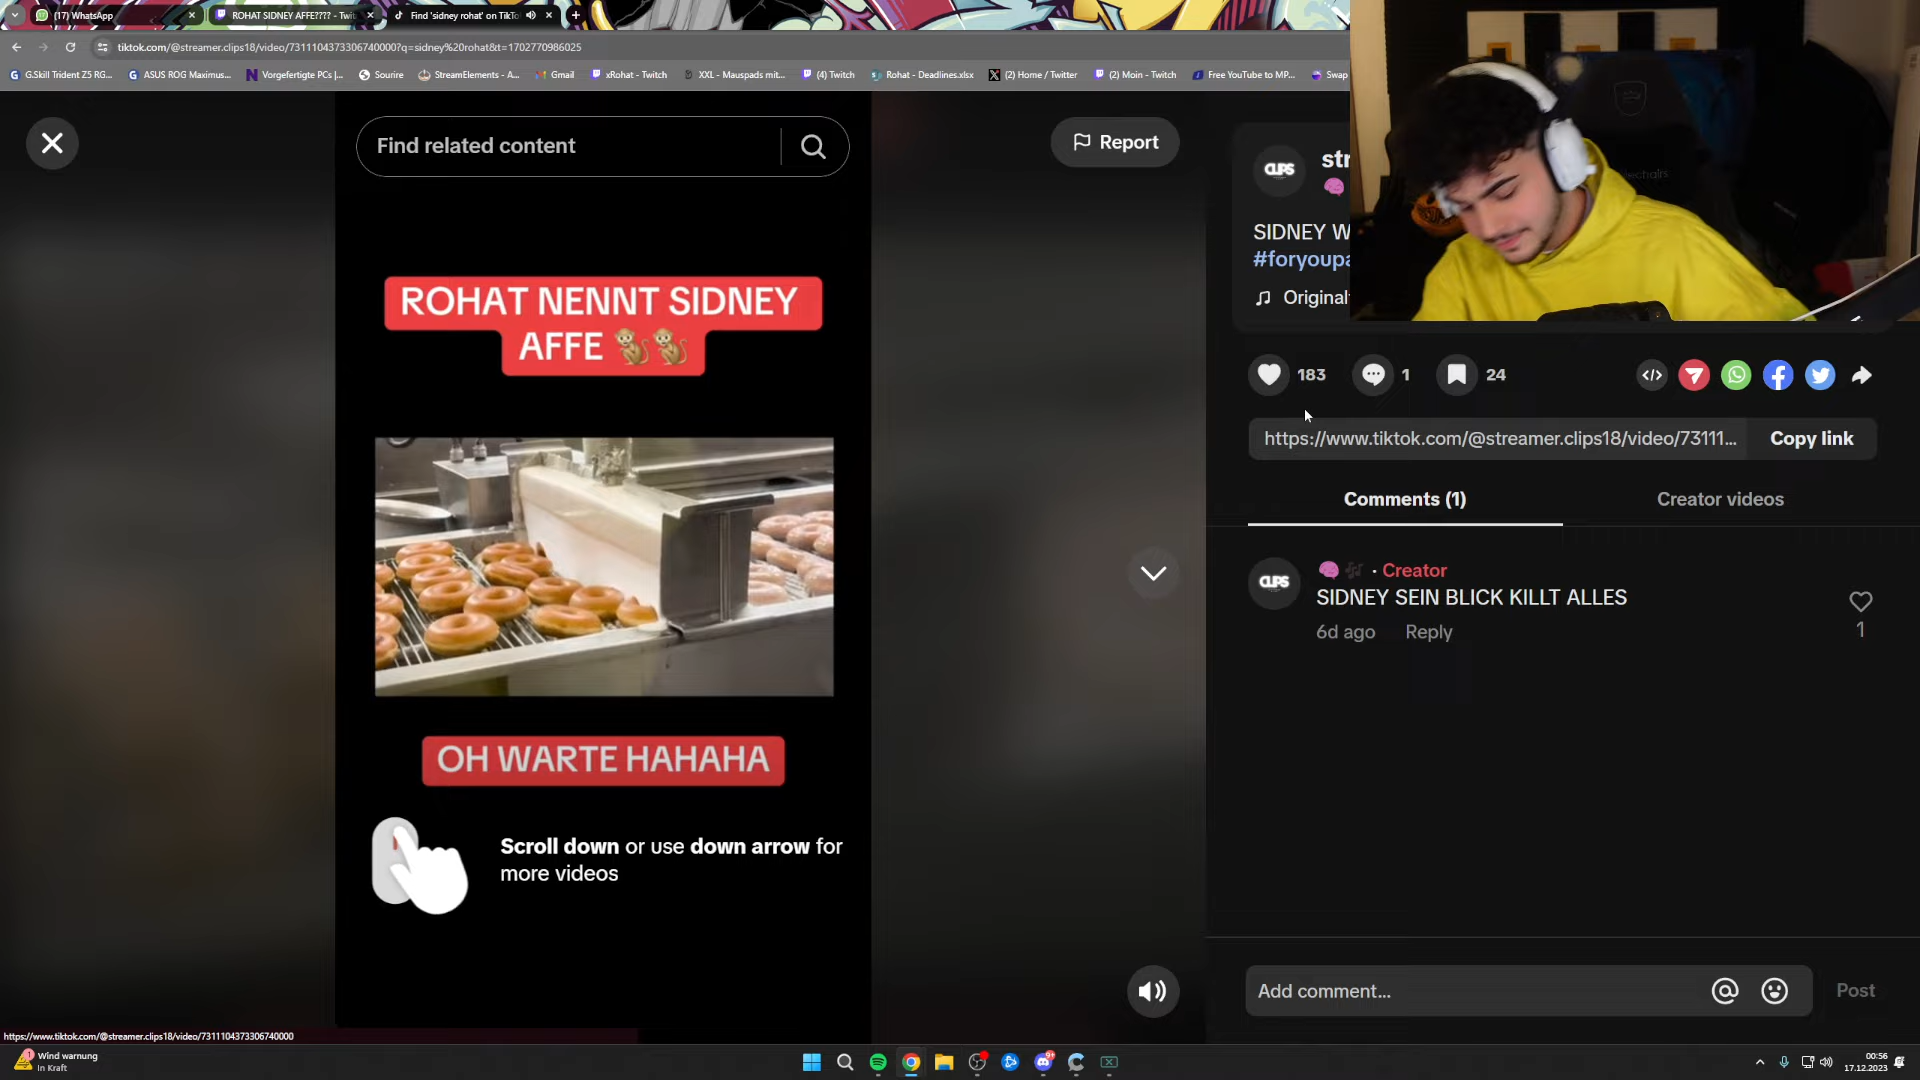 (17) WhatsApp
ROHAT SIDNEY AFFE???? - Twit
Find 'sidney rohat' on TikTo
tiktok.com/@streamer.clips18/video/7311104373306740000?q=sidney%20rohat&t=1702770986025
G.Skill Trident Z5 RG... ASUS ROG Maximus... Vorgefertigte PCs |... Sourire StreamElements - A... Gmail xRohat - Twitch XXL - Mauspads mit... (4) Twitch Rohat - Deadlines.xlsx (2) Home / Twitter (2) Moin - Twitch Free YouTube to MP... Swap
Find related content
Report
ROHAT NENNT SIDNEY
AFFE 🐒🐒
OH WARTE HAHAHA
Scroll down or use down arrow for
more videos
CLIPS
str
SIDNEY W
#foryoupa
Original
183 1 24
https://www.tiktok.com/@streamer.clips18/video/73111...
Copy link
Comments (1)
Creator videos
CLIPS
· Creator
SIDNEY SEIN BLICK KILLT ALLES
6d ago Reply
1
Add comment...
Post
https://www.tiktok.com/@streamer.clips18/video/7311104373306740000
Wind warnung
In Kraft
00:56
17.12.2023